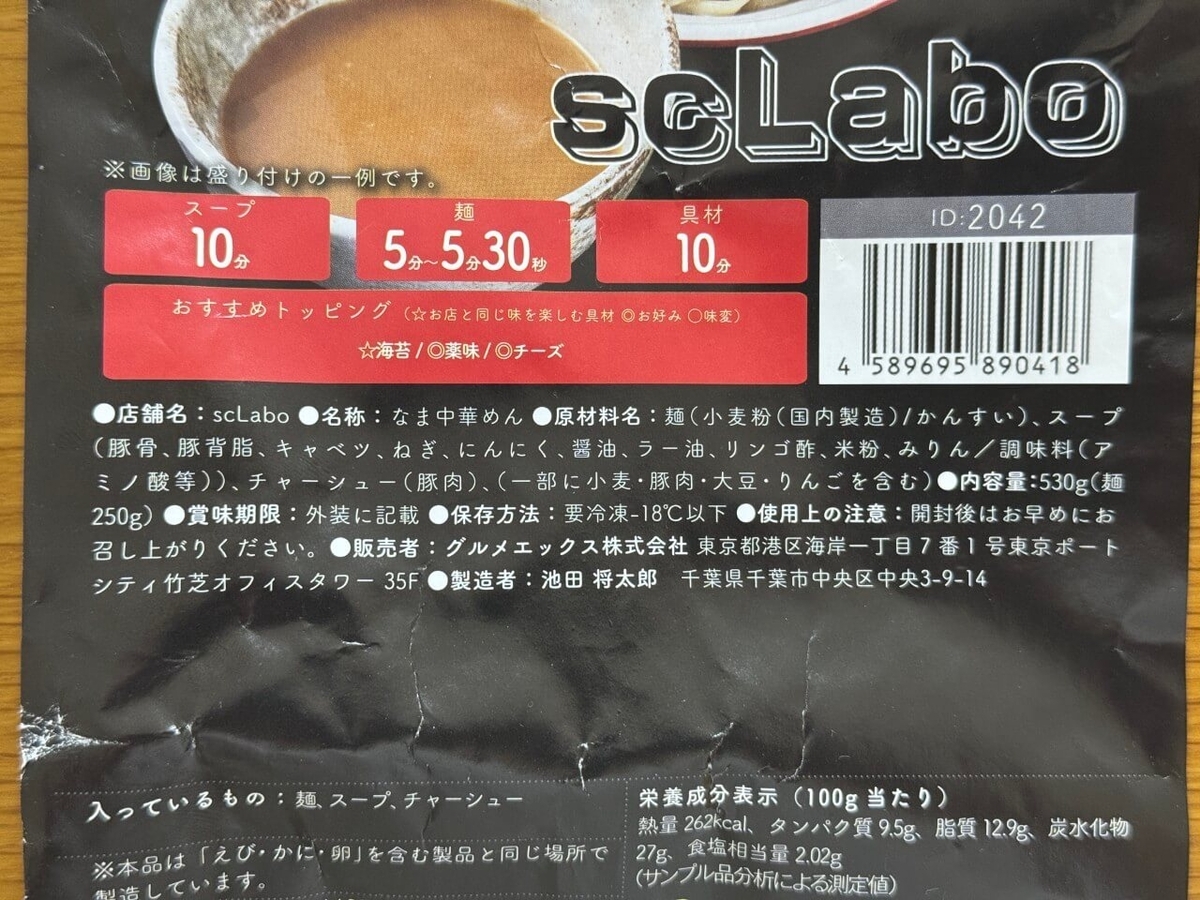 scLabo
※画像は盛り付けの一例です。
スープ
10分
麺
5分〜5分30秒
具材
10分
ID:2042
おすすめトッピング（☆お店と同じ味を楽しむ具材 ◎お好み 〇味変）
☆海苔/◎薬味/◎チーズ
4 589695 890418
●店舗名：scLabo ●名称：なま中華めん ●原材料名：麺（小麦粉（国内製造）/かんすい）、スープ
（豚骨、豚背脂、キャベツ、ねぎ、にんにく、醤油、ラー油、リンゴ酢、米粉、みりん／調味料（ア
ミノ酸等））、チャーシュー（豚肉）、（一部に小麦・豚肉・大豆・りんごを含む）●内容量：530g（麺
250g）●賞味期限：外装に記載 ●保存方法：要冷凍-18℃以下 ●使用上の注意：開封後はお早めにお
召し上がりください。●販売者：グルメエックス株式会社 東京都港区海岸一丁目7番1号東京ポート
シティ竹芝オフィスタワー 35F ●製造者：池田 将太郎　千葉県千葉市中央区中央3-9-14
入っているもの：麺、スープ、チャーシュー
※本品は「えび・かに・卵」を含む製品と同じ場所で
製造しています。
栄養成分表示（100g当たり）
熱量 262kcal、タンパク質 9.5g、脂質 12.9g、炭水化物
27g、食塩相当量 2.02g
(サンプル品分析による測定値)